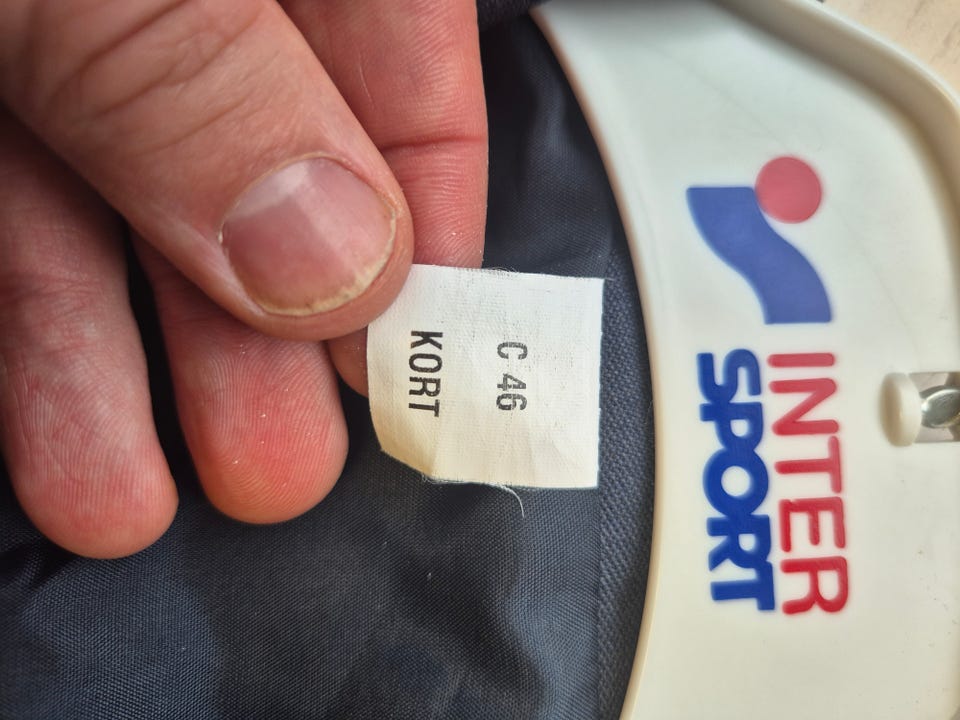 C 46
KORT
INTER
SPORT